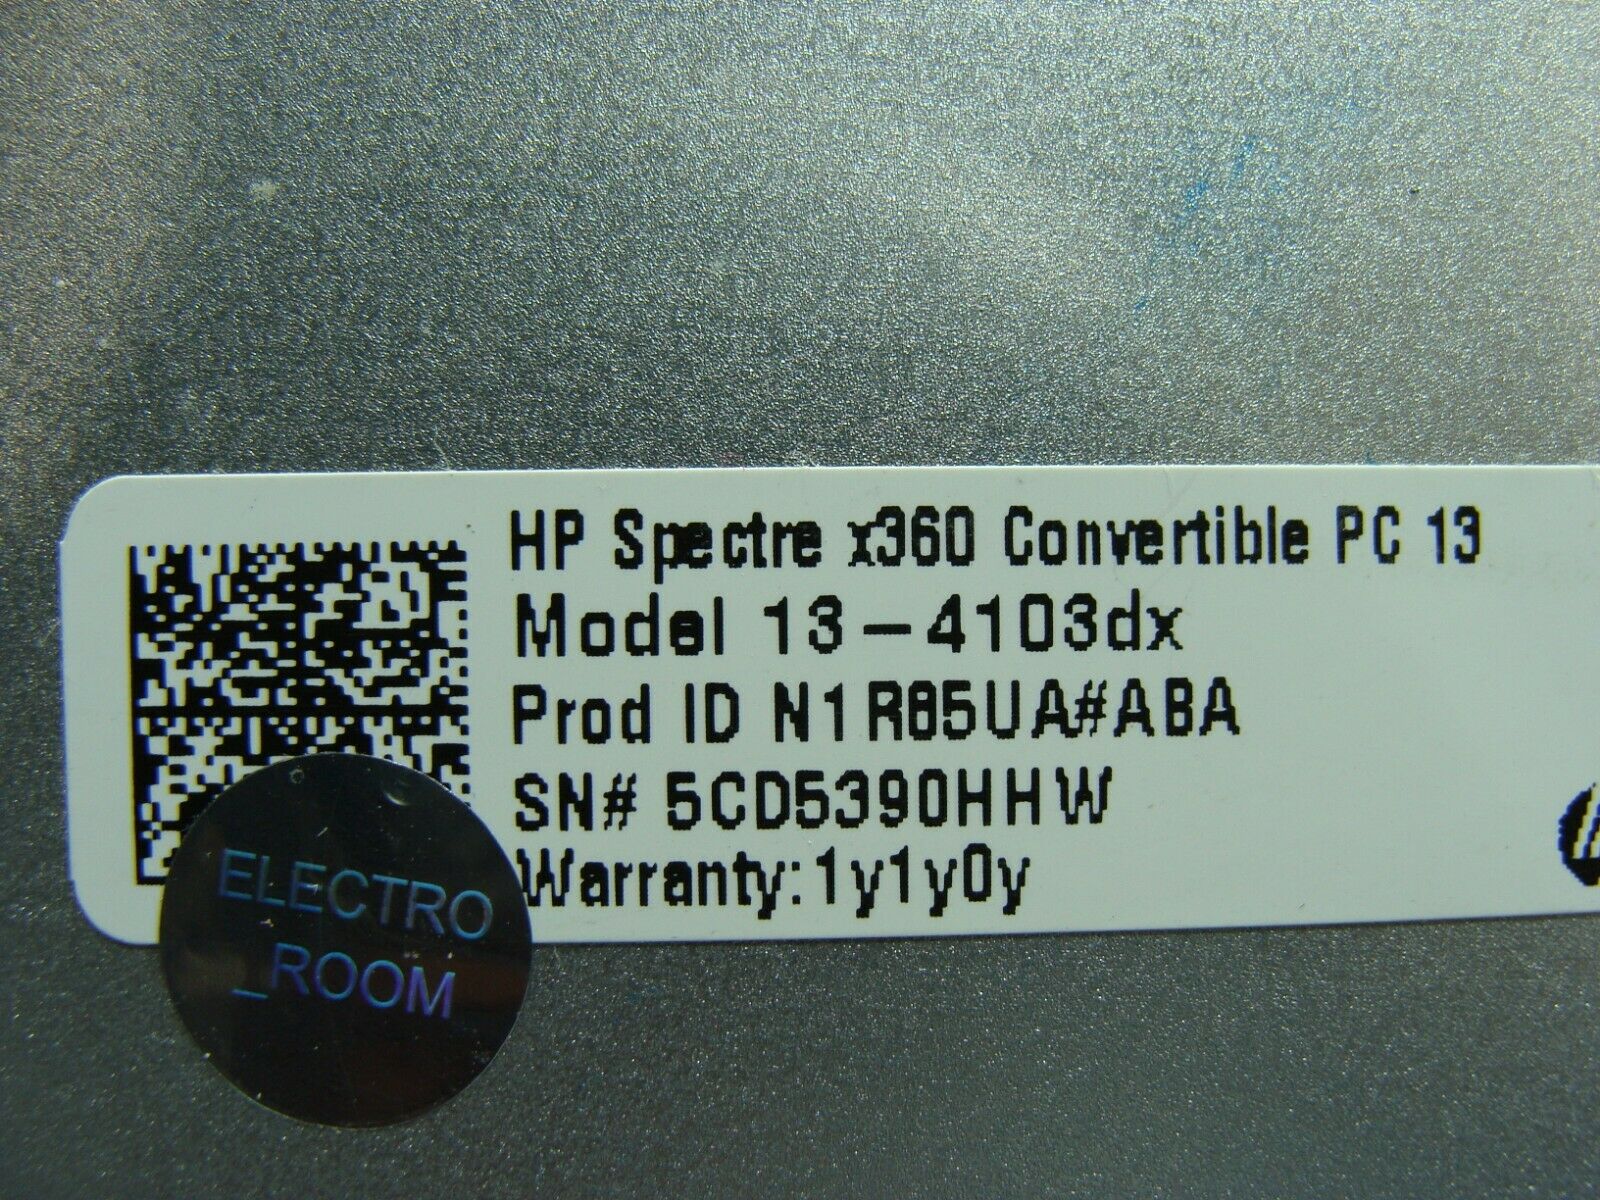 HP Spectre x360 Convertible PC 13
Model 13-4103dx
Prod ID N1R85UA#ABA
SN# 5CD5390HHW
Warranty:1y1y0y
ELECTRO
_ROOM